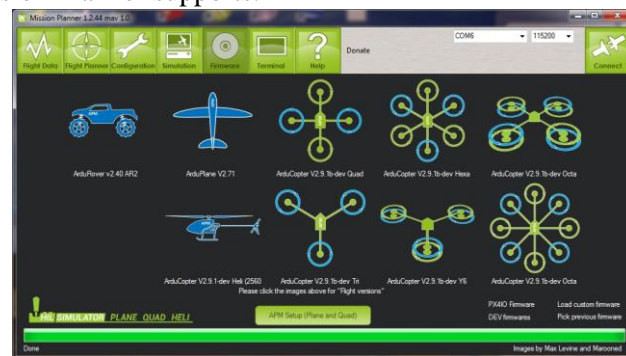 Mission Planner 1.2.44 mav 1.0
Flight Data Flight Planner Configuration Simulation Firmware Terminal Help Donate COM6 115200 Connect
APM
ArduRover v2.40 AR2 ArduPlane V2.71 ArduCopter V2.9.1b-dev Quad ArduCopter V2.9.1b-dev Hexa ArduCopter V2.9.1b-dev Octa
ArduCopter V2.9.1-dev Heli (2560 ArduCopter V2.9.1b-dev Tri ArduCopter V2.9.1b-dev Y6 ArduCopter V2.9.1b-dev Octa
Please click the images above for "Flight versions"
HIL SIMULATOR PLANE QUAD HELI
APM Setup (Plane and Quad)
PX4IO Firmware Load custom firmware
DEV firmwares Pick previous firmware
Done Images by Max Levine and Marooned